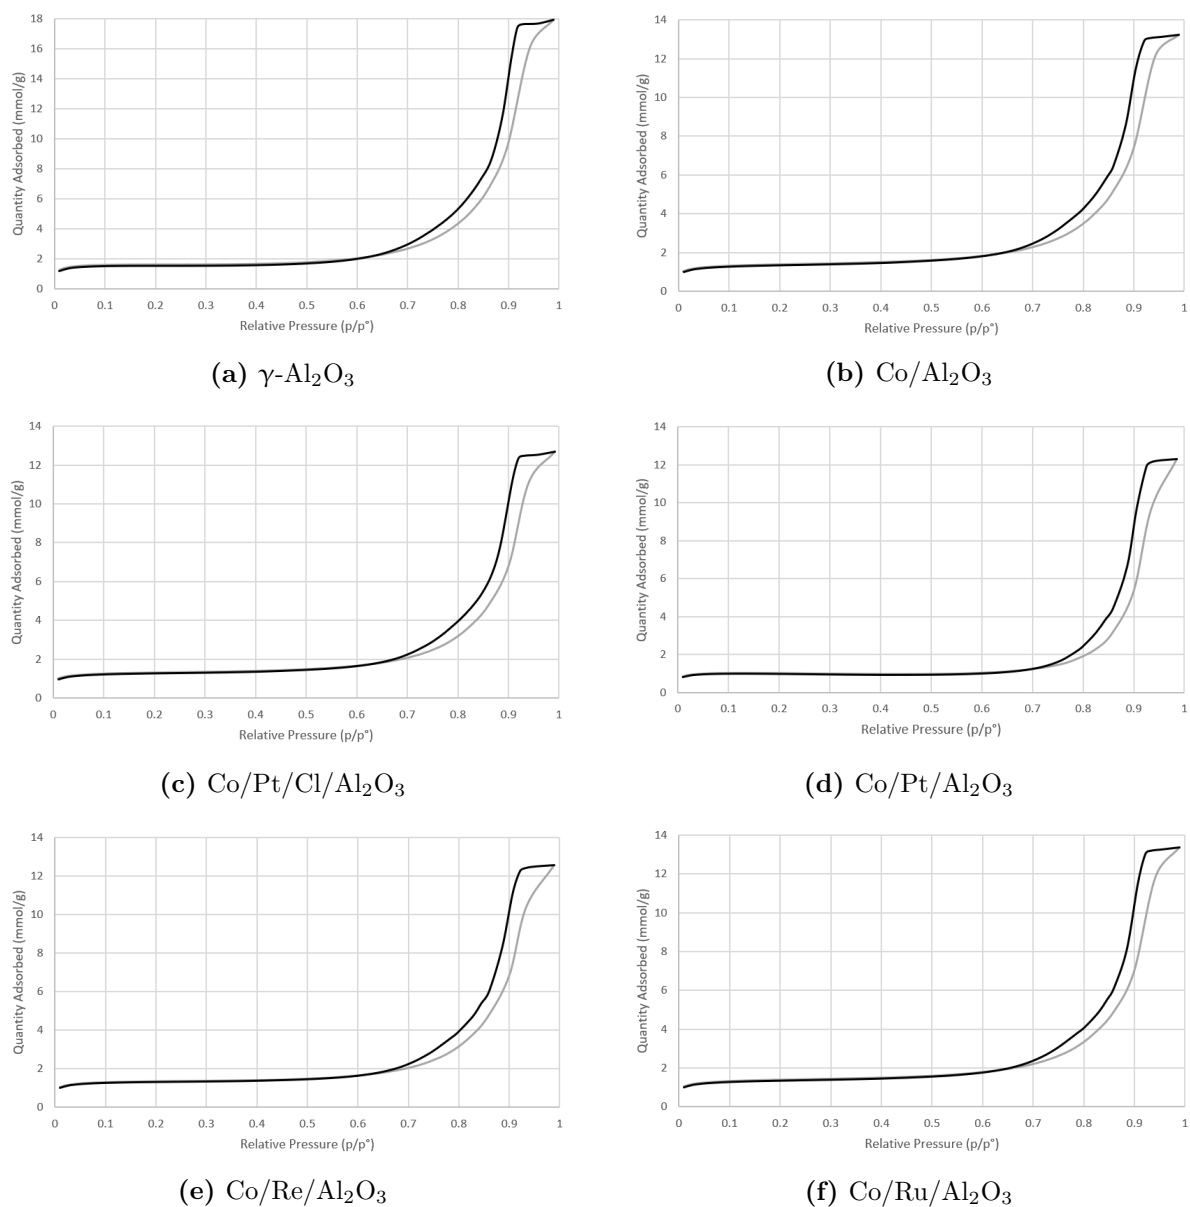 Quantity Adsorbed (mmol/g)
18
16
14
12
10
8
6
4
2
0
0 0.1 0.2 0.3 0.4 0.5 0.6 0.7 0.8 0.9 1
Relative Pressure (p/p°)
(a) γ-Al₂O₃
Quantity Adsorbed (mmol/g)
14
12
10
8
6
4
2
0
0 0.1 0.2 0.3 0.4 0.5 0.6 0.7 0.8 0.9 1
Relative Pressure (p/p°)
(b) Co/Al₂O₃
Quantity Adsorbed (mmol/g)
14
12
10
8
6
4
2
0
0 0.1 0.2 0.3 0.4 0.5 0.6 0.7 0.8 0.9 1
Relative Pressure (p/p°)
(c) Co/Pt/Cl/Al₂O₃
Quantity Adsorbed (mmol/g)
14
12
10
8
6
4
2
0
0 0.1 0.2 0.3 0.4 0.5 0.6 0.7 0.8 0.9 1
Relative Pressure (p/p°)
(d) Co/Pt/Al₂O₃
Quantity Adsorbed (mmol/g)
14
12
10
8
6
4
2
0
0 0.1 0.2 0.3 0.4 0.5 0.6 0.7 0.8 0.9 1
Relative Pressure (p/p°)
(e) Co/Re/Al₂O₃
Quantity Adsorbed (mmol/g)
14
12
10
8
6
4
2
0
0 0.1 0.2 0.3 0.4 0.5 0.6 0.7 0.8 0.9 1
Relative Pressure (p/p°)
(f) Co/Ru/Al₂O₃